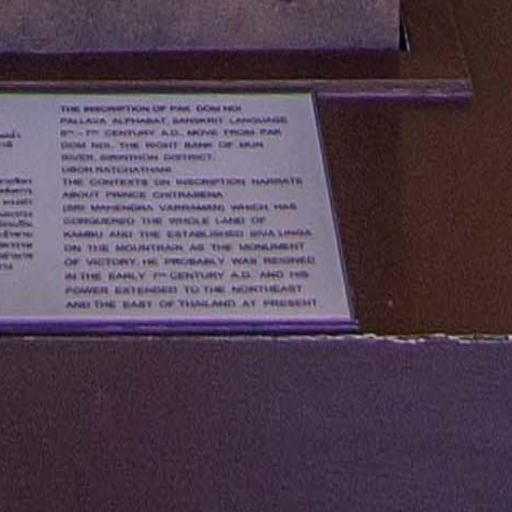 THE INSCRIPTION OF PAK DOM NOI
PALLAVA ALPHABAT, SANSKRIT LANGUAGE
6TH - 7TH CENTURY A.D., MOVE FROM PAK
DOM NOI, THE RIGHT BANK OF MUN
RIVER, SIRINTHON DISTRICT,
UBON RATCHATHANI
THE CONTEXTS ON INSCRIPTION NARRATE
ABOUT PRINCE CHITRASENA
(SRI MAHENDRA VARRAMAN) WHICH HAS
CONQUERED THE WHOLE LAND OF
KAMBU AND THE ESTABLISHED SIVA LINGA
ON THE MOUNTRAIN AS THE MONUMENT
OF VICTORY. HE PROBABLY WAS REIGNED
IN THE EARLY 7TH CENTURY A.D. AND HIS
POWER EXTENDED TO THE NORTHEAST
AND THE EAST OF THAILAND AT PRESENT